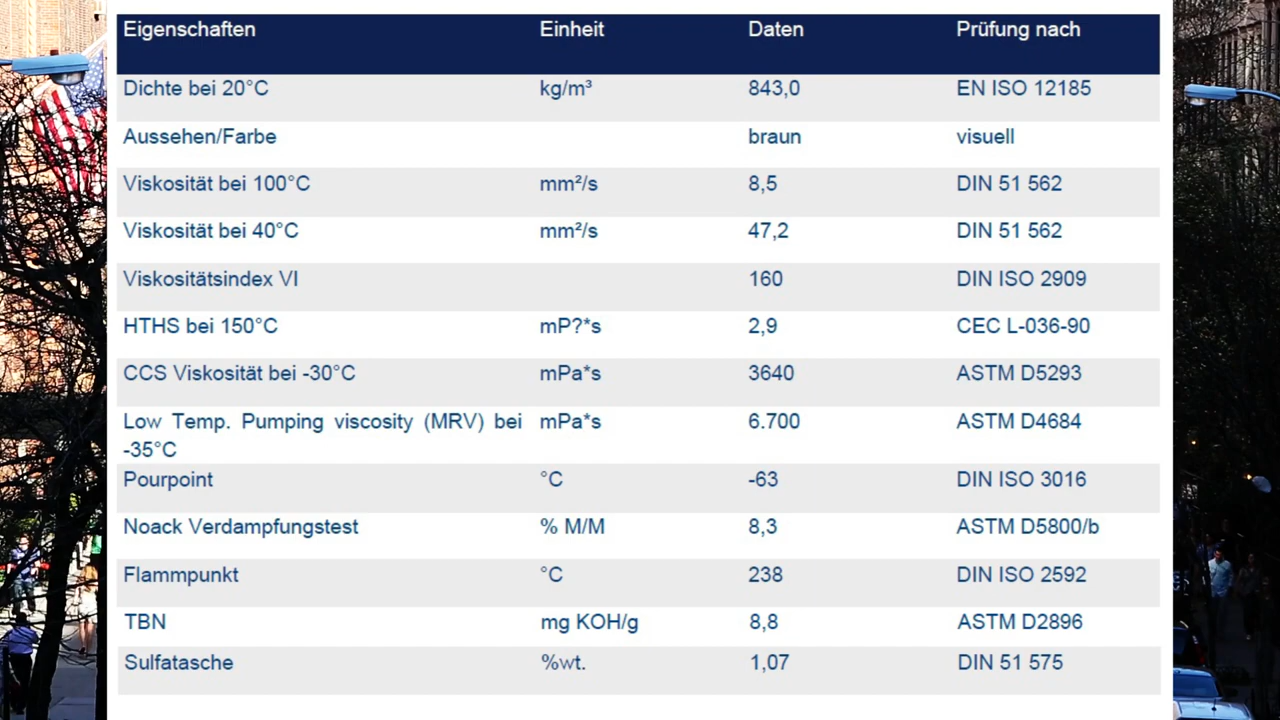 Eigenschaften Einheit Daten Prüfung nach
Dichte bei 20°C kg/m³ 843,0 EN ISO 12185
Aussehen/Farbe braun visuell
Viskosität bei 100°C mm²/s 8,5 DIN 51 562
Viskosität bei 40°C mm²/s 47,2 DIN 51 562
Viskositätsindex VI 160 DIN ISO 2909
HTHS bei 150°C mP?*s 2,9 CEC L-036-90
CCS Viskosität bei -30°C mPa*s 3640 ASTM D5293
Low Temp. Pumping viscosity (MRV) bei mPa*s 6.700 ASTM D4684
-35°C
Pourpoint °C -63 DIN ISO 3016
Noack Verdampfungstest % M/M 8,3 ASTM D5800/b
Flammpunkt °C 238 DIN ISO 2592
TBN mg KOH/g 8,8 ASTM D2896
Sulfatasche %wt. 1,07 DIN 51 575